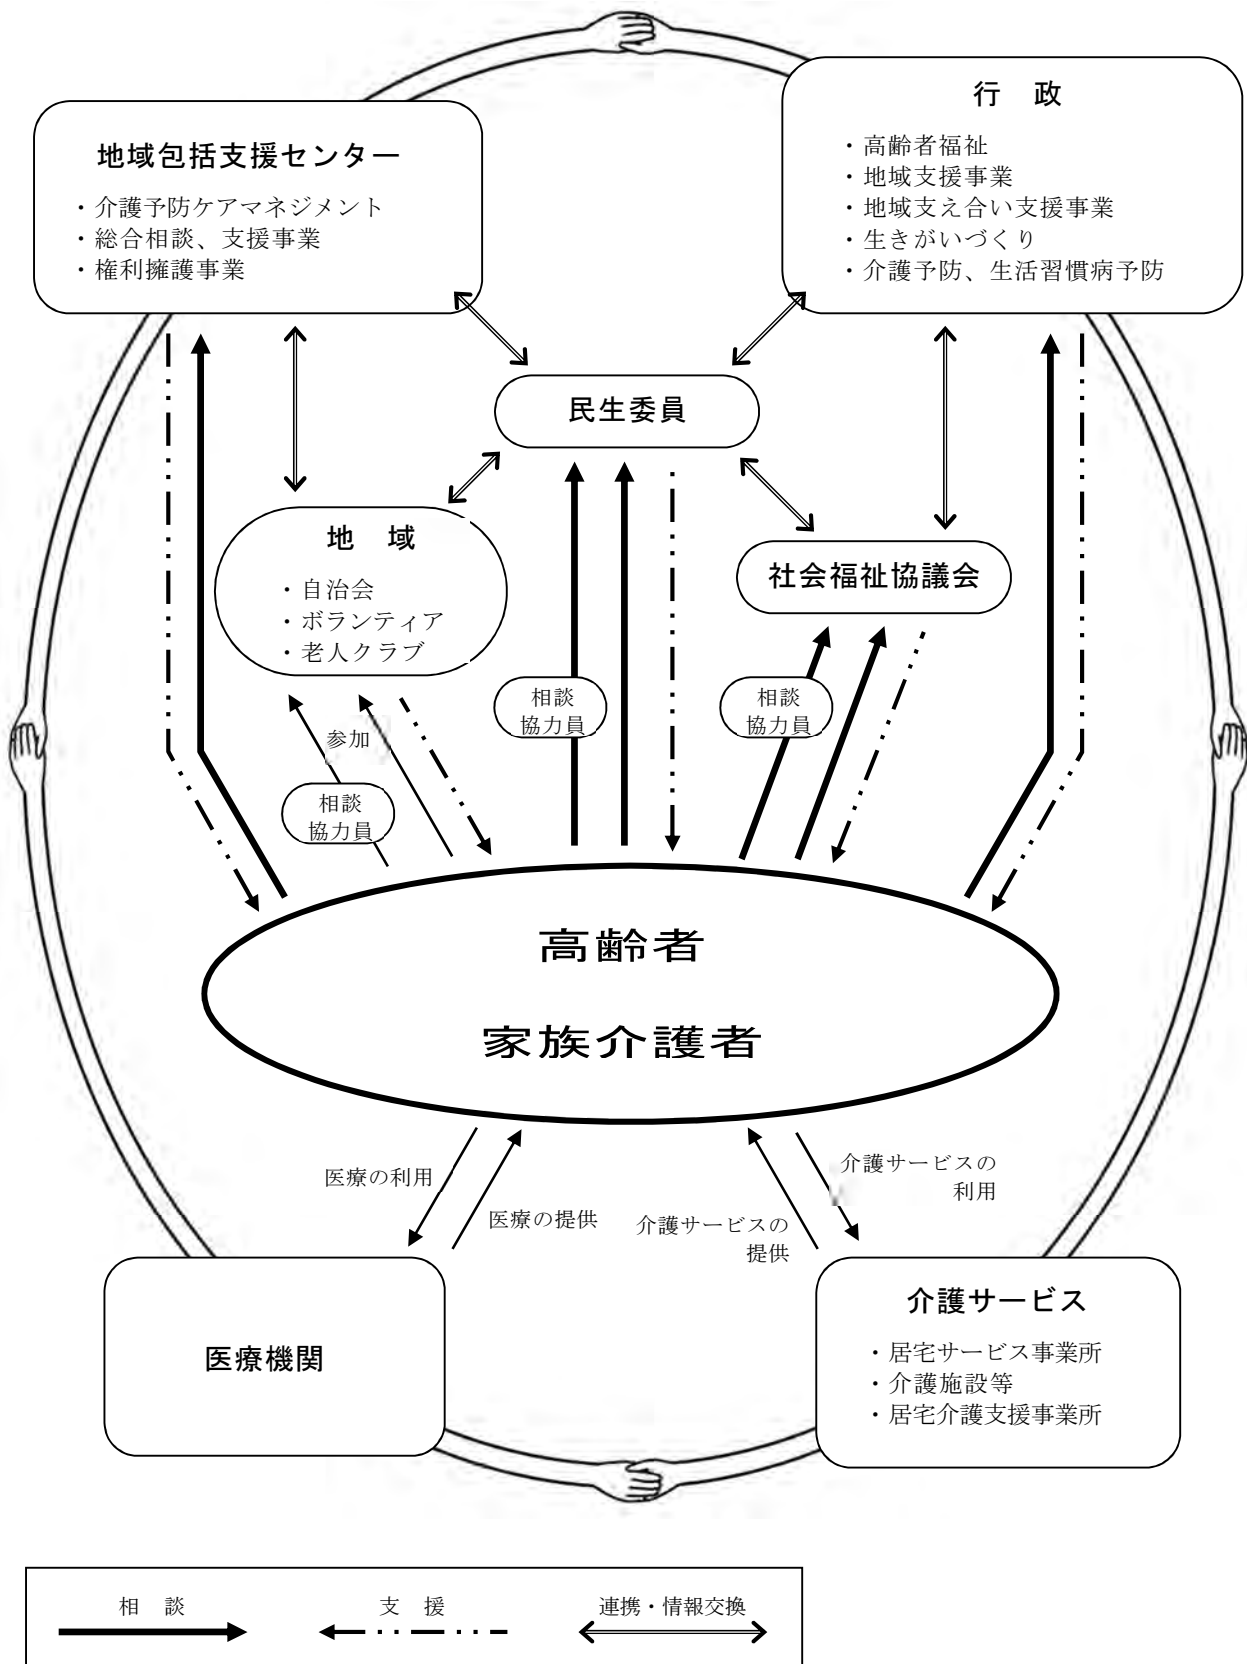 行　政
・高齢者福祉
・地域支援事業
・地域支え合い支援事業
・生きがいづくり
・介護予防、生活習慣病予防
地域包括支援センター
・介護予防ケアマネジメント
・総合相談、支援事業
・権利擁護事業
民生委員
地　域
・自治会
・ボランティア
・老人クラブ
社会福祉協議会
相談
協力員
相談
協力員
参加
相談
協力員
高齢者
家族介護者
医療の利用
医療の提供
介護サービスの
提供
介護サービスの
利用
医療機関
介護サービス
・居宅サービス事業所
・介護施設等
・居宅介護支援事業所
相　談
支　援
連携・情報交換